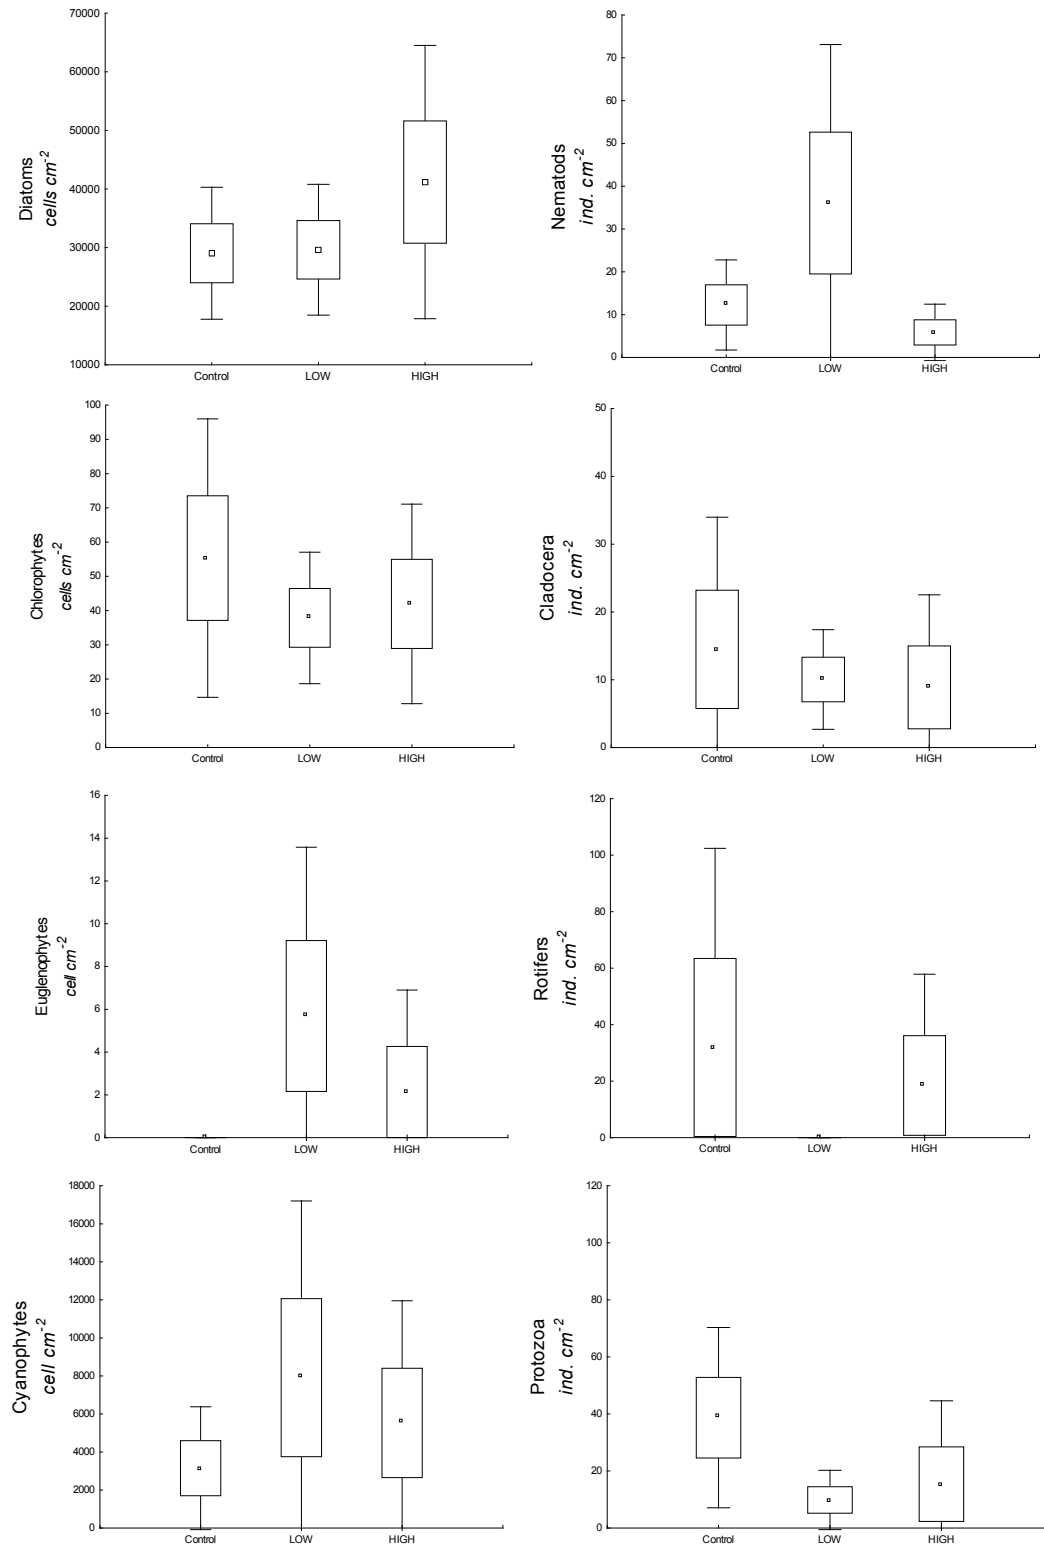 70000
60000
50000
40000
30000
20000
10000
Diatoms
cells cm-2
Control LOW HIGH
80
70
60
50
40
30
20
10
0
Nematods
ind. cm-2
Control LOW HIGH
100
90
80
70
60
50
40
30
20
10
0
Chlorophytes
cells cm-2
Control LOW HIGH
50
40
30
20
10
0
Cladocera
ind. cm-2
Control LOW HIGH
16
14
12
10
8
6
4
2
0
Euglenophytes
cell cm-2
Control LOW HIGH
120
100
80
60
40
20
0
Rotifers
ind. cm-2
Control LOW HIGH
18000
16000
14000
12000
10000
8000
6000
4000
2000
0
Cyanophytes
cell cm-2
Control LOW HIGH
120
100
80
60
40
20
0
Protozoa
ind. cm-2
Control LOW HIGH